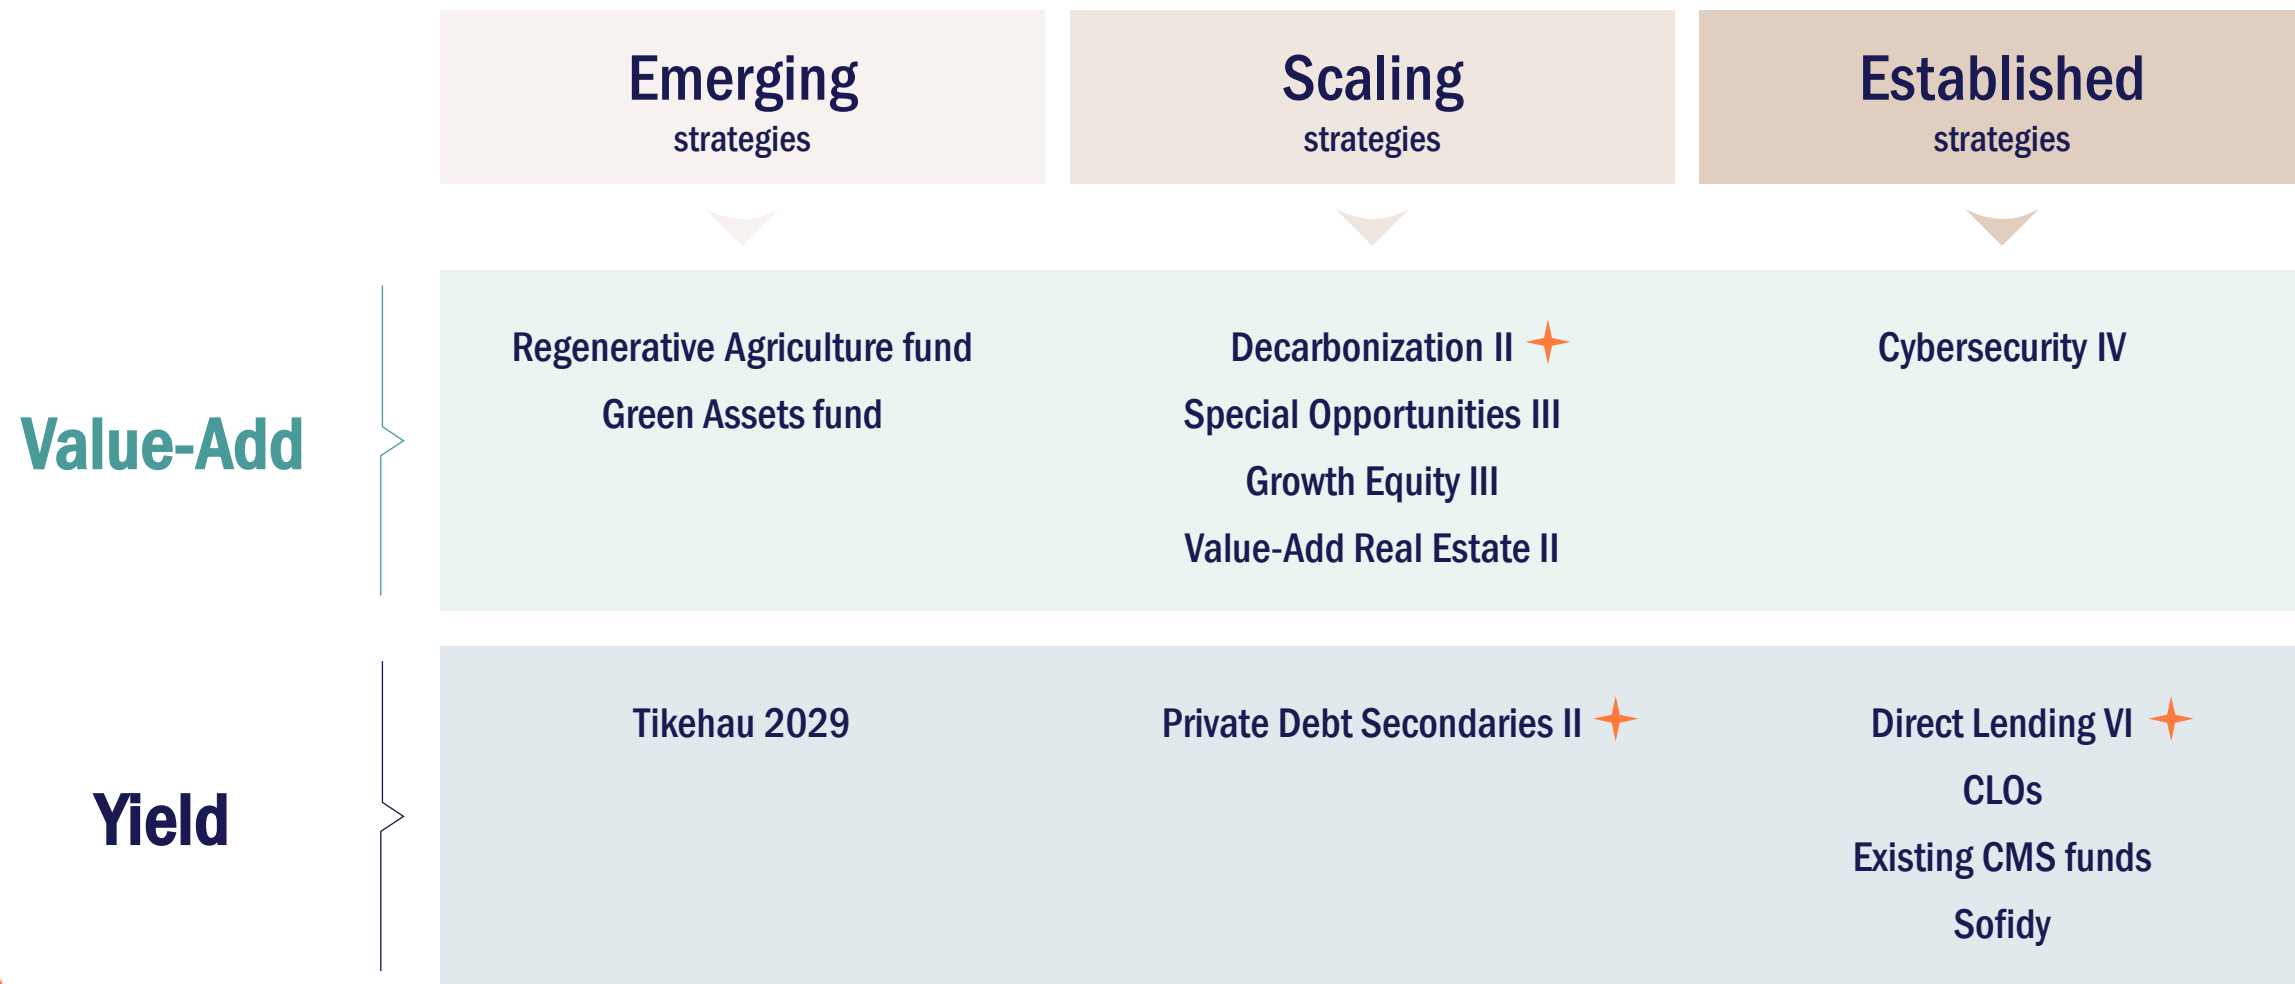 Emerging
strategies
Scaling
strategies
Established
strategies
Value-Add
Regenerative Agriculture fund
Green Assets fund
Decarbonization II
Special Opportunities III
Growth Equity III
Value-Add Real Estate II
Cybersecurity IV
Yield
Tikehau 2029
Private Debt Secondaries II
Direct Lending VI
CLOs
Existing CMS funds
Sofidy